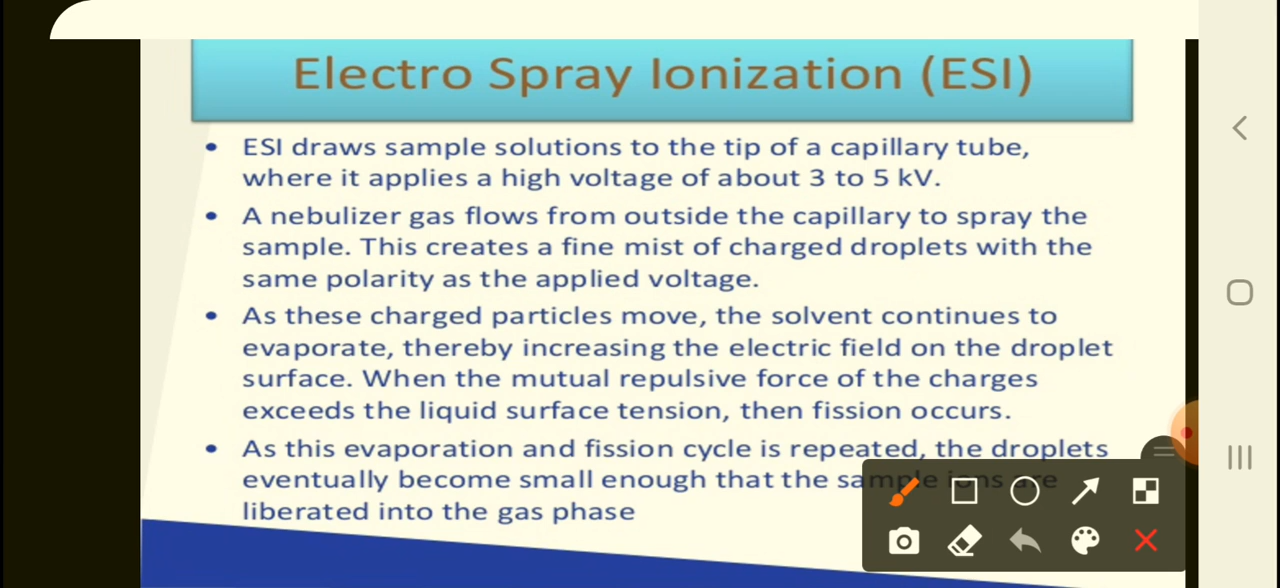 Electro Spray Ionization (ESI)
• ESI draws sample solutions to the tip of a capillary tube,
where it applies a high voltage of about 3 to 5 kV.
• A nebulizer gas flows from outside the capillary to spray the
sample. This creates a fine mist of charged droplets with the
same polarity as the applied voltage.
• As these charged particles move, the solvent continues to
evaporate, thereby increasing the electric field on the droplet
surface. When the mutual repulsive force of the charges
exceeds the liquid surface tension, then fission occurs.
• As this evaporation and fission cycle is repeated, the droplets
eventually become small enough that the sample ions are
liberated into the gas phase